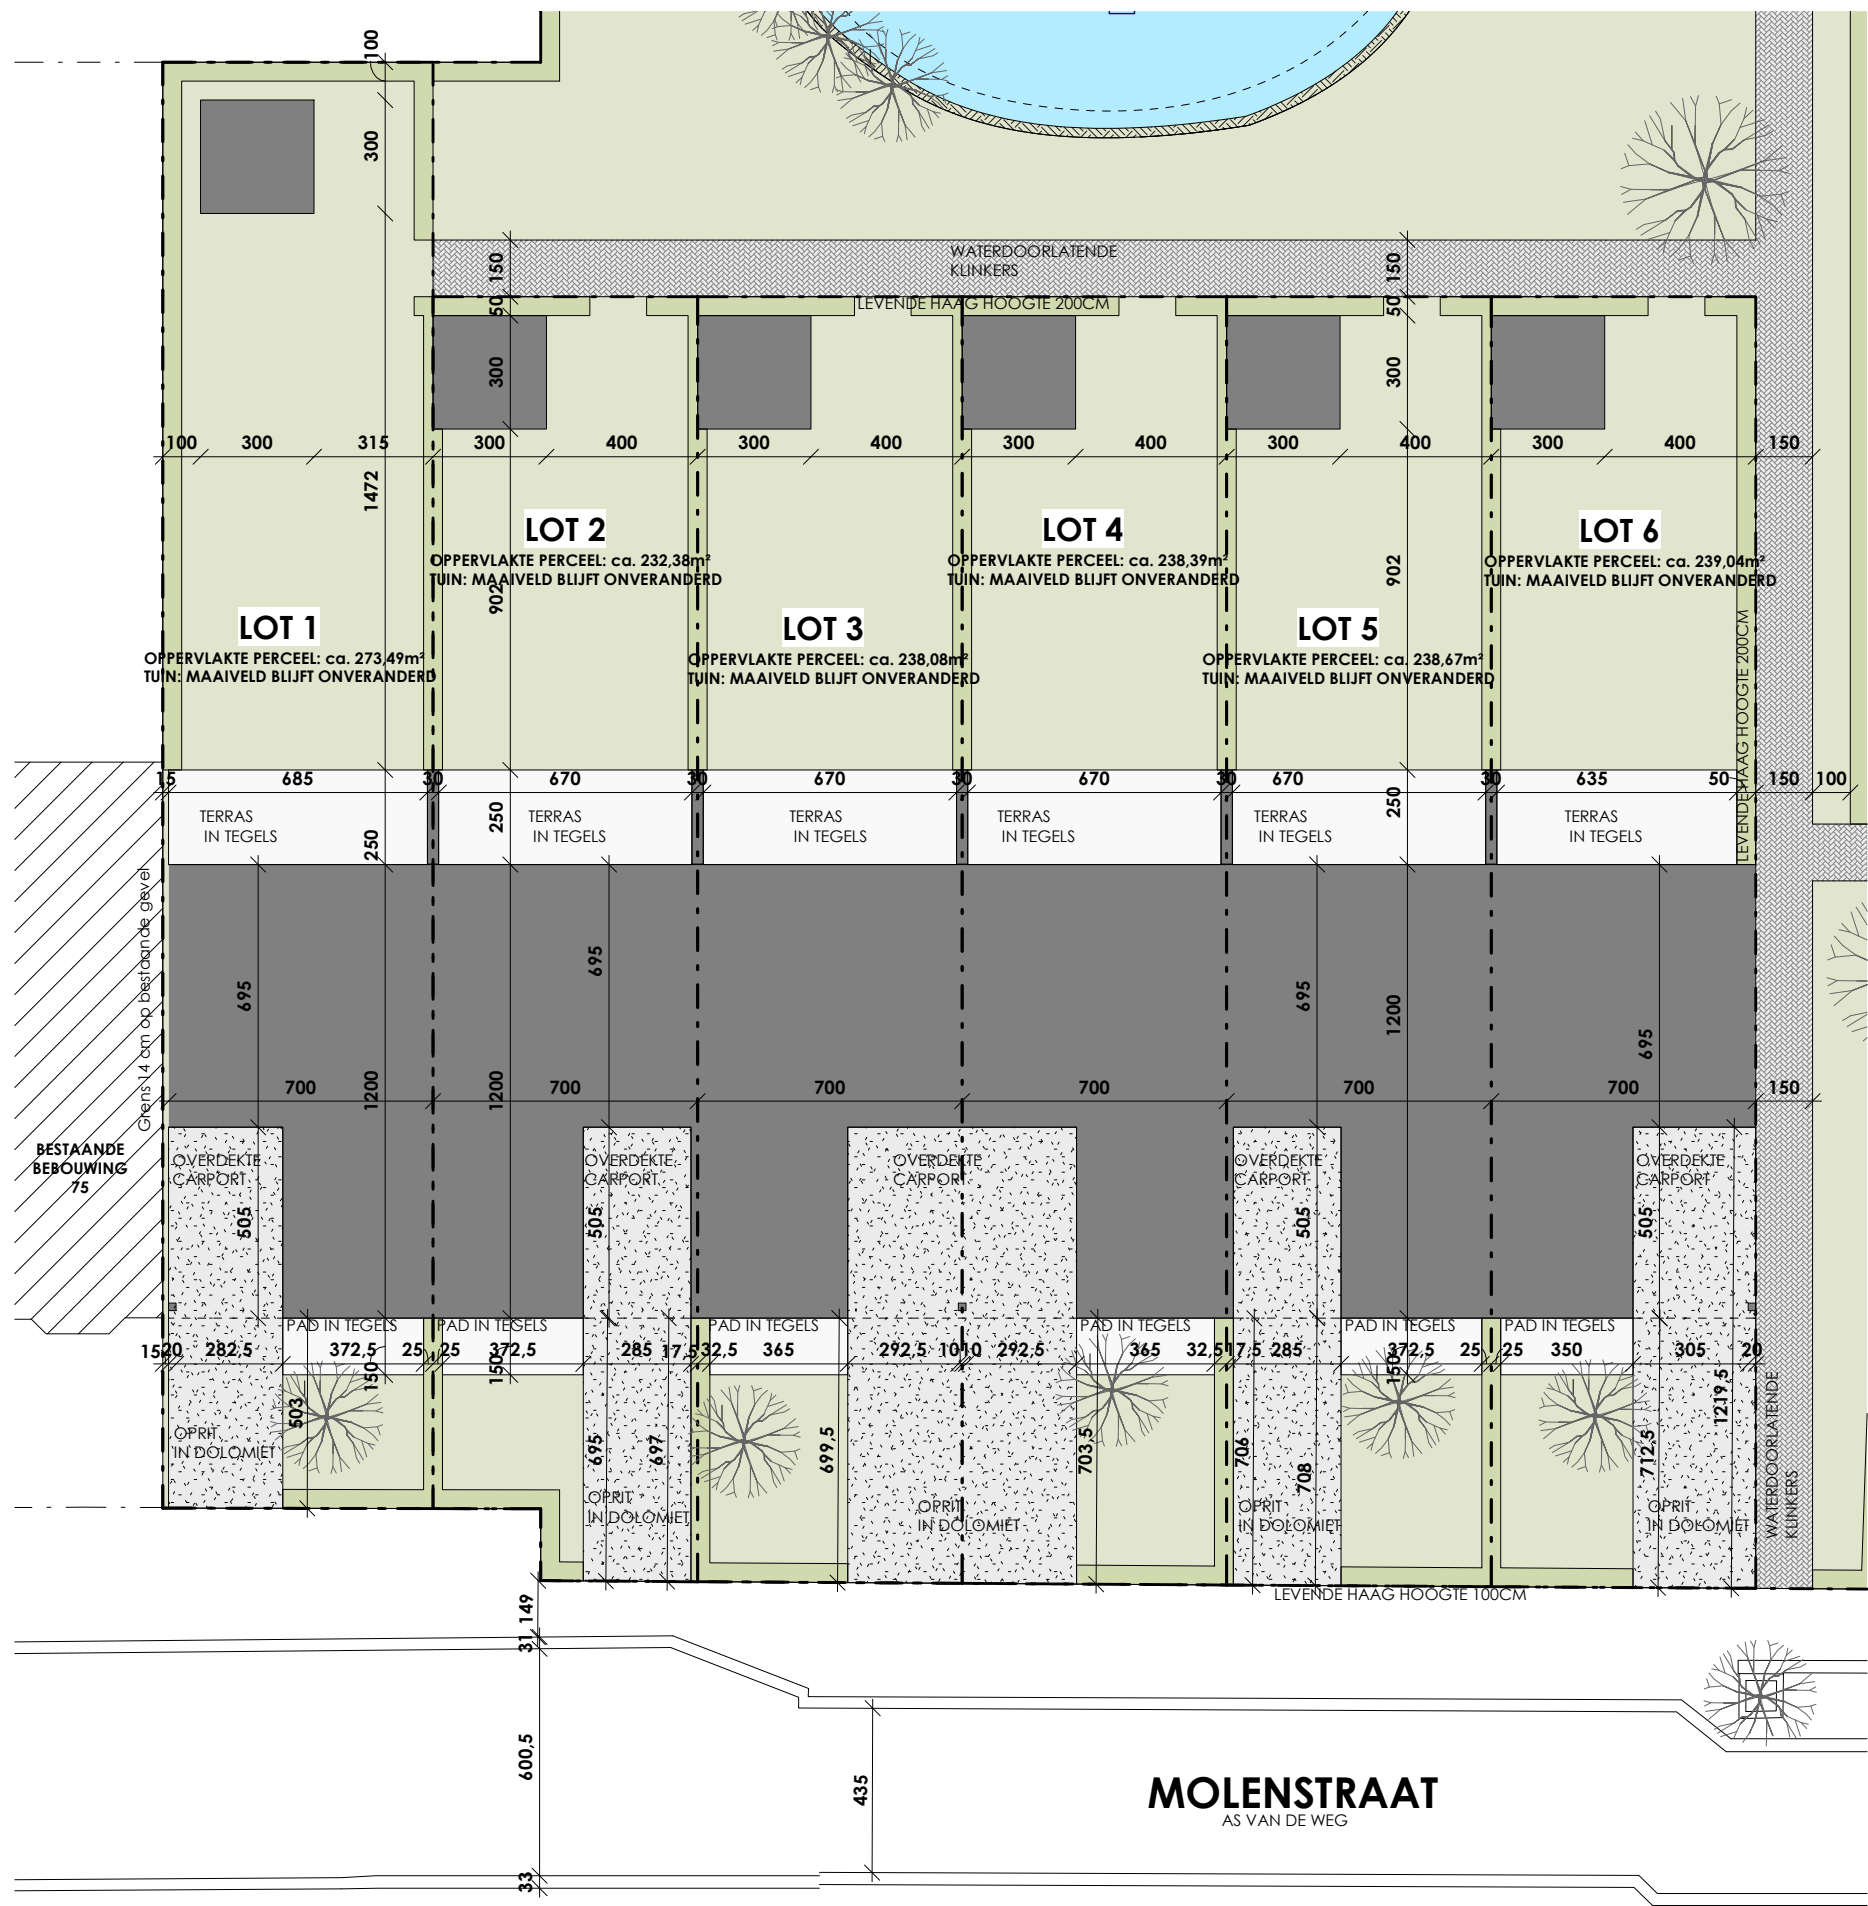 100
300
WATERDOORLATENDE
KLINKERS
150
150
50
LEVENDE HAAG HOOGTE 200CM
50
300
300
100 300 315 300 400 300 400 300 400 300 400 300 400 150
1472
LOT 2
OPPERVLAKTE PERCEEL: ca. 232,38m²
TUIN: MAAIVELD BLIJFT ONVERANDERD
LOT 4
OPPERVLAKTE PERCEEL: ca. 238,39m²
TUIN: MAAIVELD BLIJFT ONVERANDERD
LOT 6
OPPERVLAKTE PERCEEL: ca. 239,04m²
TUIN: MAAIVELD BLIJFT ONVERANDERD
902
902
LOT 1
OPPERVLAKTE PERCEEL: ca. 273,49m²
TUIN: MAAIVELD BLIJFT ONVERANDERD
LOT 3
OPPERVLAKTE PERCEEL: ca. 238,08m²
TUIN: MAAIVELD BLIJFT ONVERANDERD
LOT 5
OPPERVLAKTE PERCEEL: ca. 238,67m²
TUIN: MAAIVELD BLIJFT ONVERANDERD
LEVENDE HAAG HOOGTE 200CM
15 685 30 670 30 670 30 670 30 670 30 635 50 150 100
TERRAS
IN TEGELS
TERRAS
IN TEGELS
TERRAS
IN TEGELS
TERRAS
IN TEGELS
TERRAS
IN TEGELS
TERRAS
IN TEGELS
250
250
250
Grens 14 cm op bestaande gevel
695
695
695
1200
695
700 700 700 700 700 700 150
1200
1200
BESTAANDE
BEBOUWING
75
OVERDEKTE
CARPORT
OVERDEKTE
CARPORT
OVERDEKTE
CARPORT
OVERDEKTE
CARPORT
OVERDEKTE
CARPORT
505
505
505
505
PAD IN TEGELS
PAD IN TEGELS
PAD IN TEGELS
PAD IN TEGELS
PAD IN TEGELS
PAD IN TEGELS
15 20 282,5 372,5 25 25 372,5 285 17,5 32,5 365 292,5 10 10 292,5 365 32,5 17,5 285 372,5 25 25 350 305 20
150
150
150
503
695
697
699,5
703,5
706
708
712,5
1219,5
OPRIT
IN DOLOMIET
OPRIT
IN DOLOMIET
OPRIT
IN DOLOMIET
OPRIT
IN DOLOMIET
OPRIT
IN DOLOMIET
WATERDOORLATENDE
KLINKERS
LEVENDE HAAG HOOGTE 100CM
149
31
600,5
435
33
MOLENSTRAAT
AS VAN DE WEG